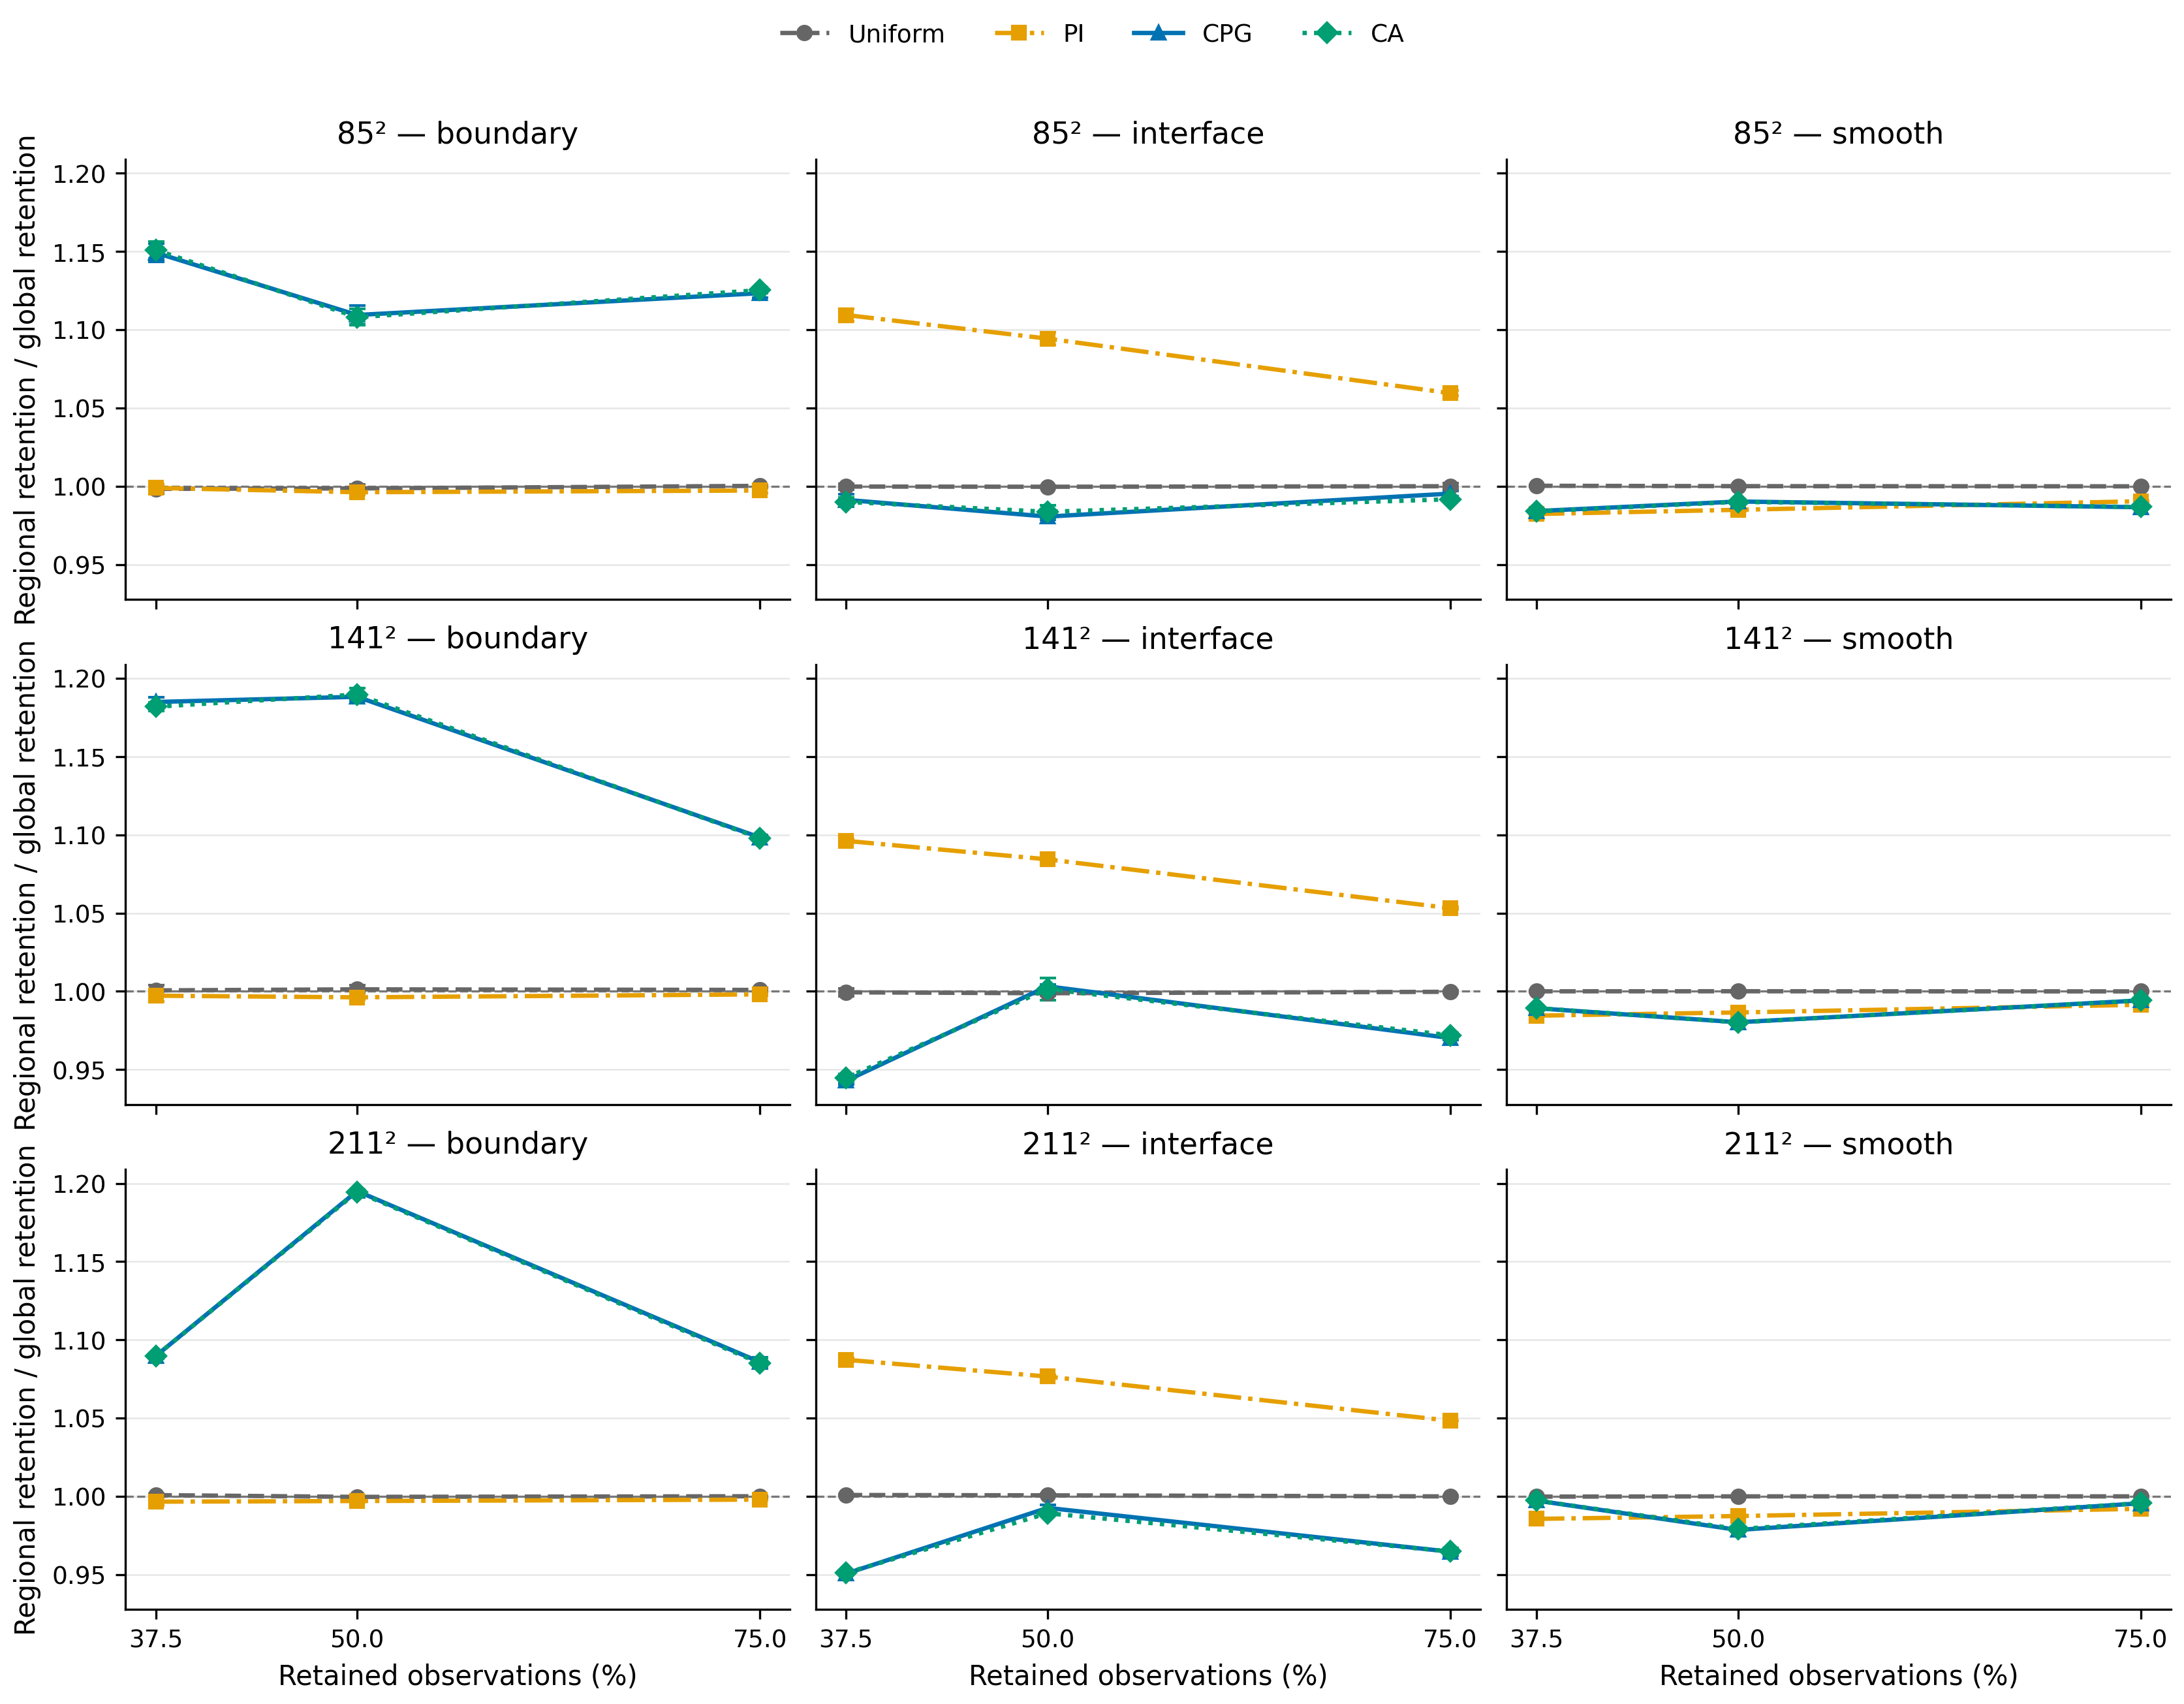 Uniform PI CPG CA
85² — boundary 85² — interface 85² — smooth
Regional retention / global retention
1.20
1.15
1.10
1.05
1.00
0.95
141² — boundary 141² — interface 141² — smooth
Regional retention / global retention
1.20
1.15
1.10
1.05
1.00
0.95
211² — boundary 211² — interface 211² — smooth
Regional retention / global retention
1.20
1.15
1.10
1.05
1.00
0.95
37.5 50.0 75.0 37.5 50.0 75.0 37.5 50.0 75.0
Retained observations (%) Retained observations (%) Retained observations (%)